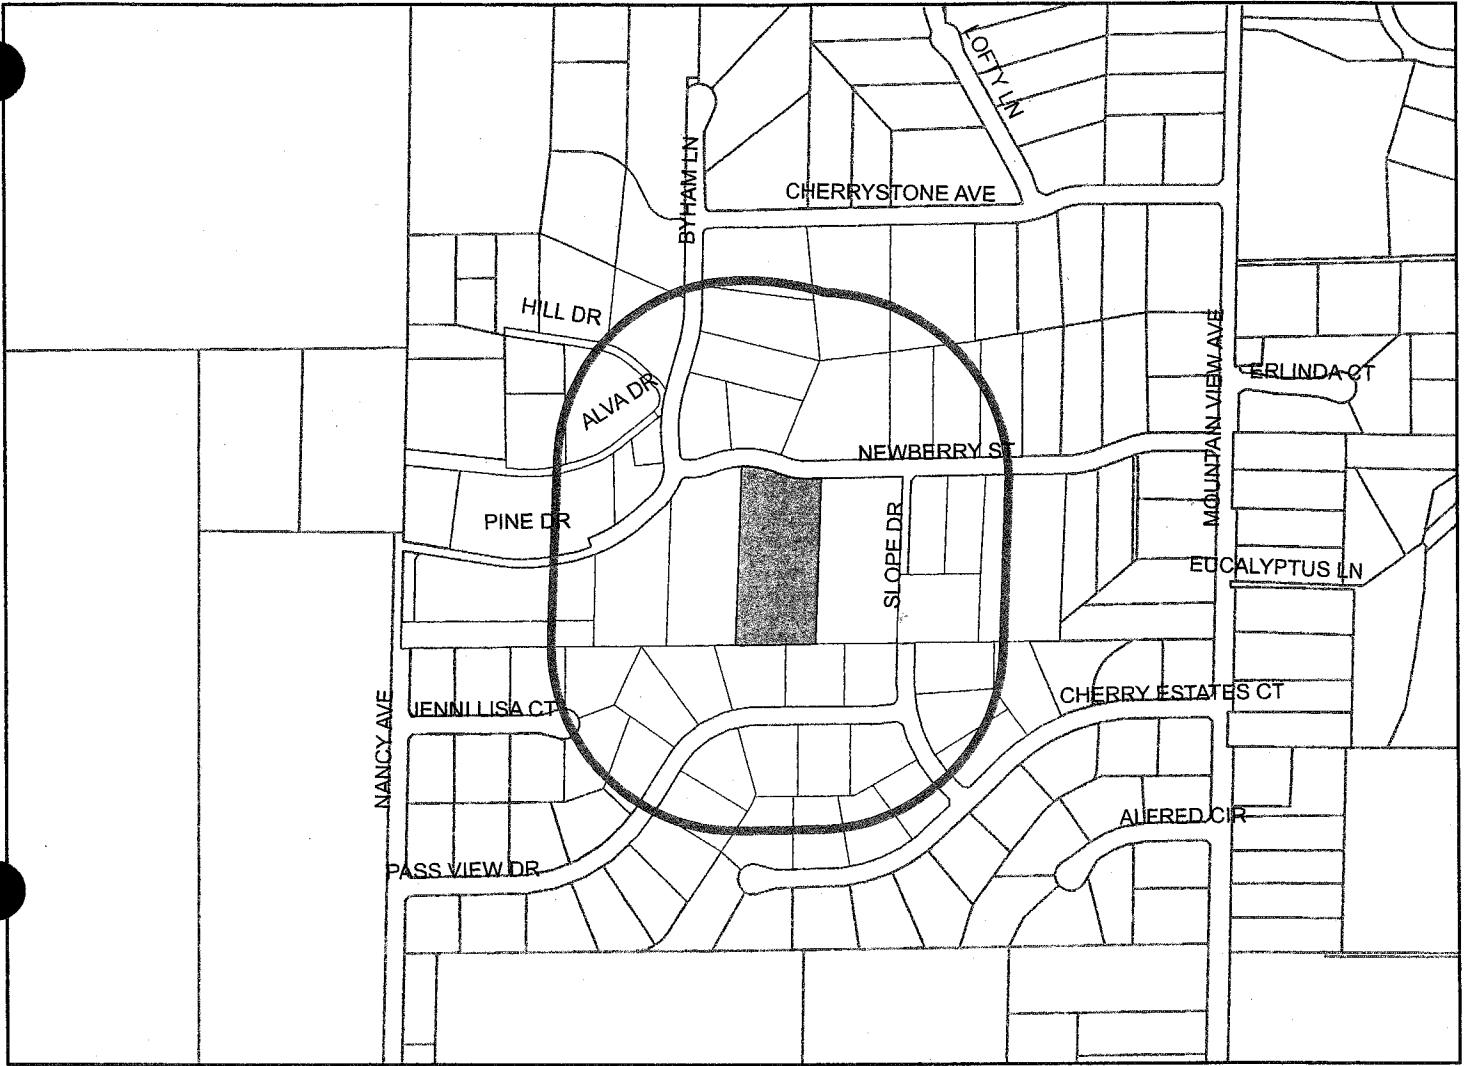 LOFTY LN
BYHAM LN
CHERRYSTONE AVE
HILL DR
ALVA DR
MOUNTAIN VIEW AVE
ERLINDA CT
NEWBERRY ST
PINE DR
SLOPE DR
EUCALYPTUS LN
NANCY AVE
JENNI LISA CT
CHERRY ESTATES CT
ALFRED CIR
PASS VIEW DR